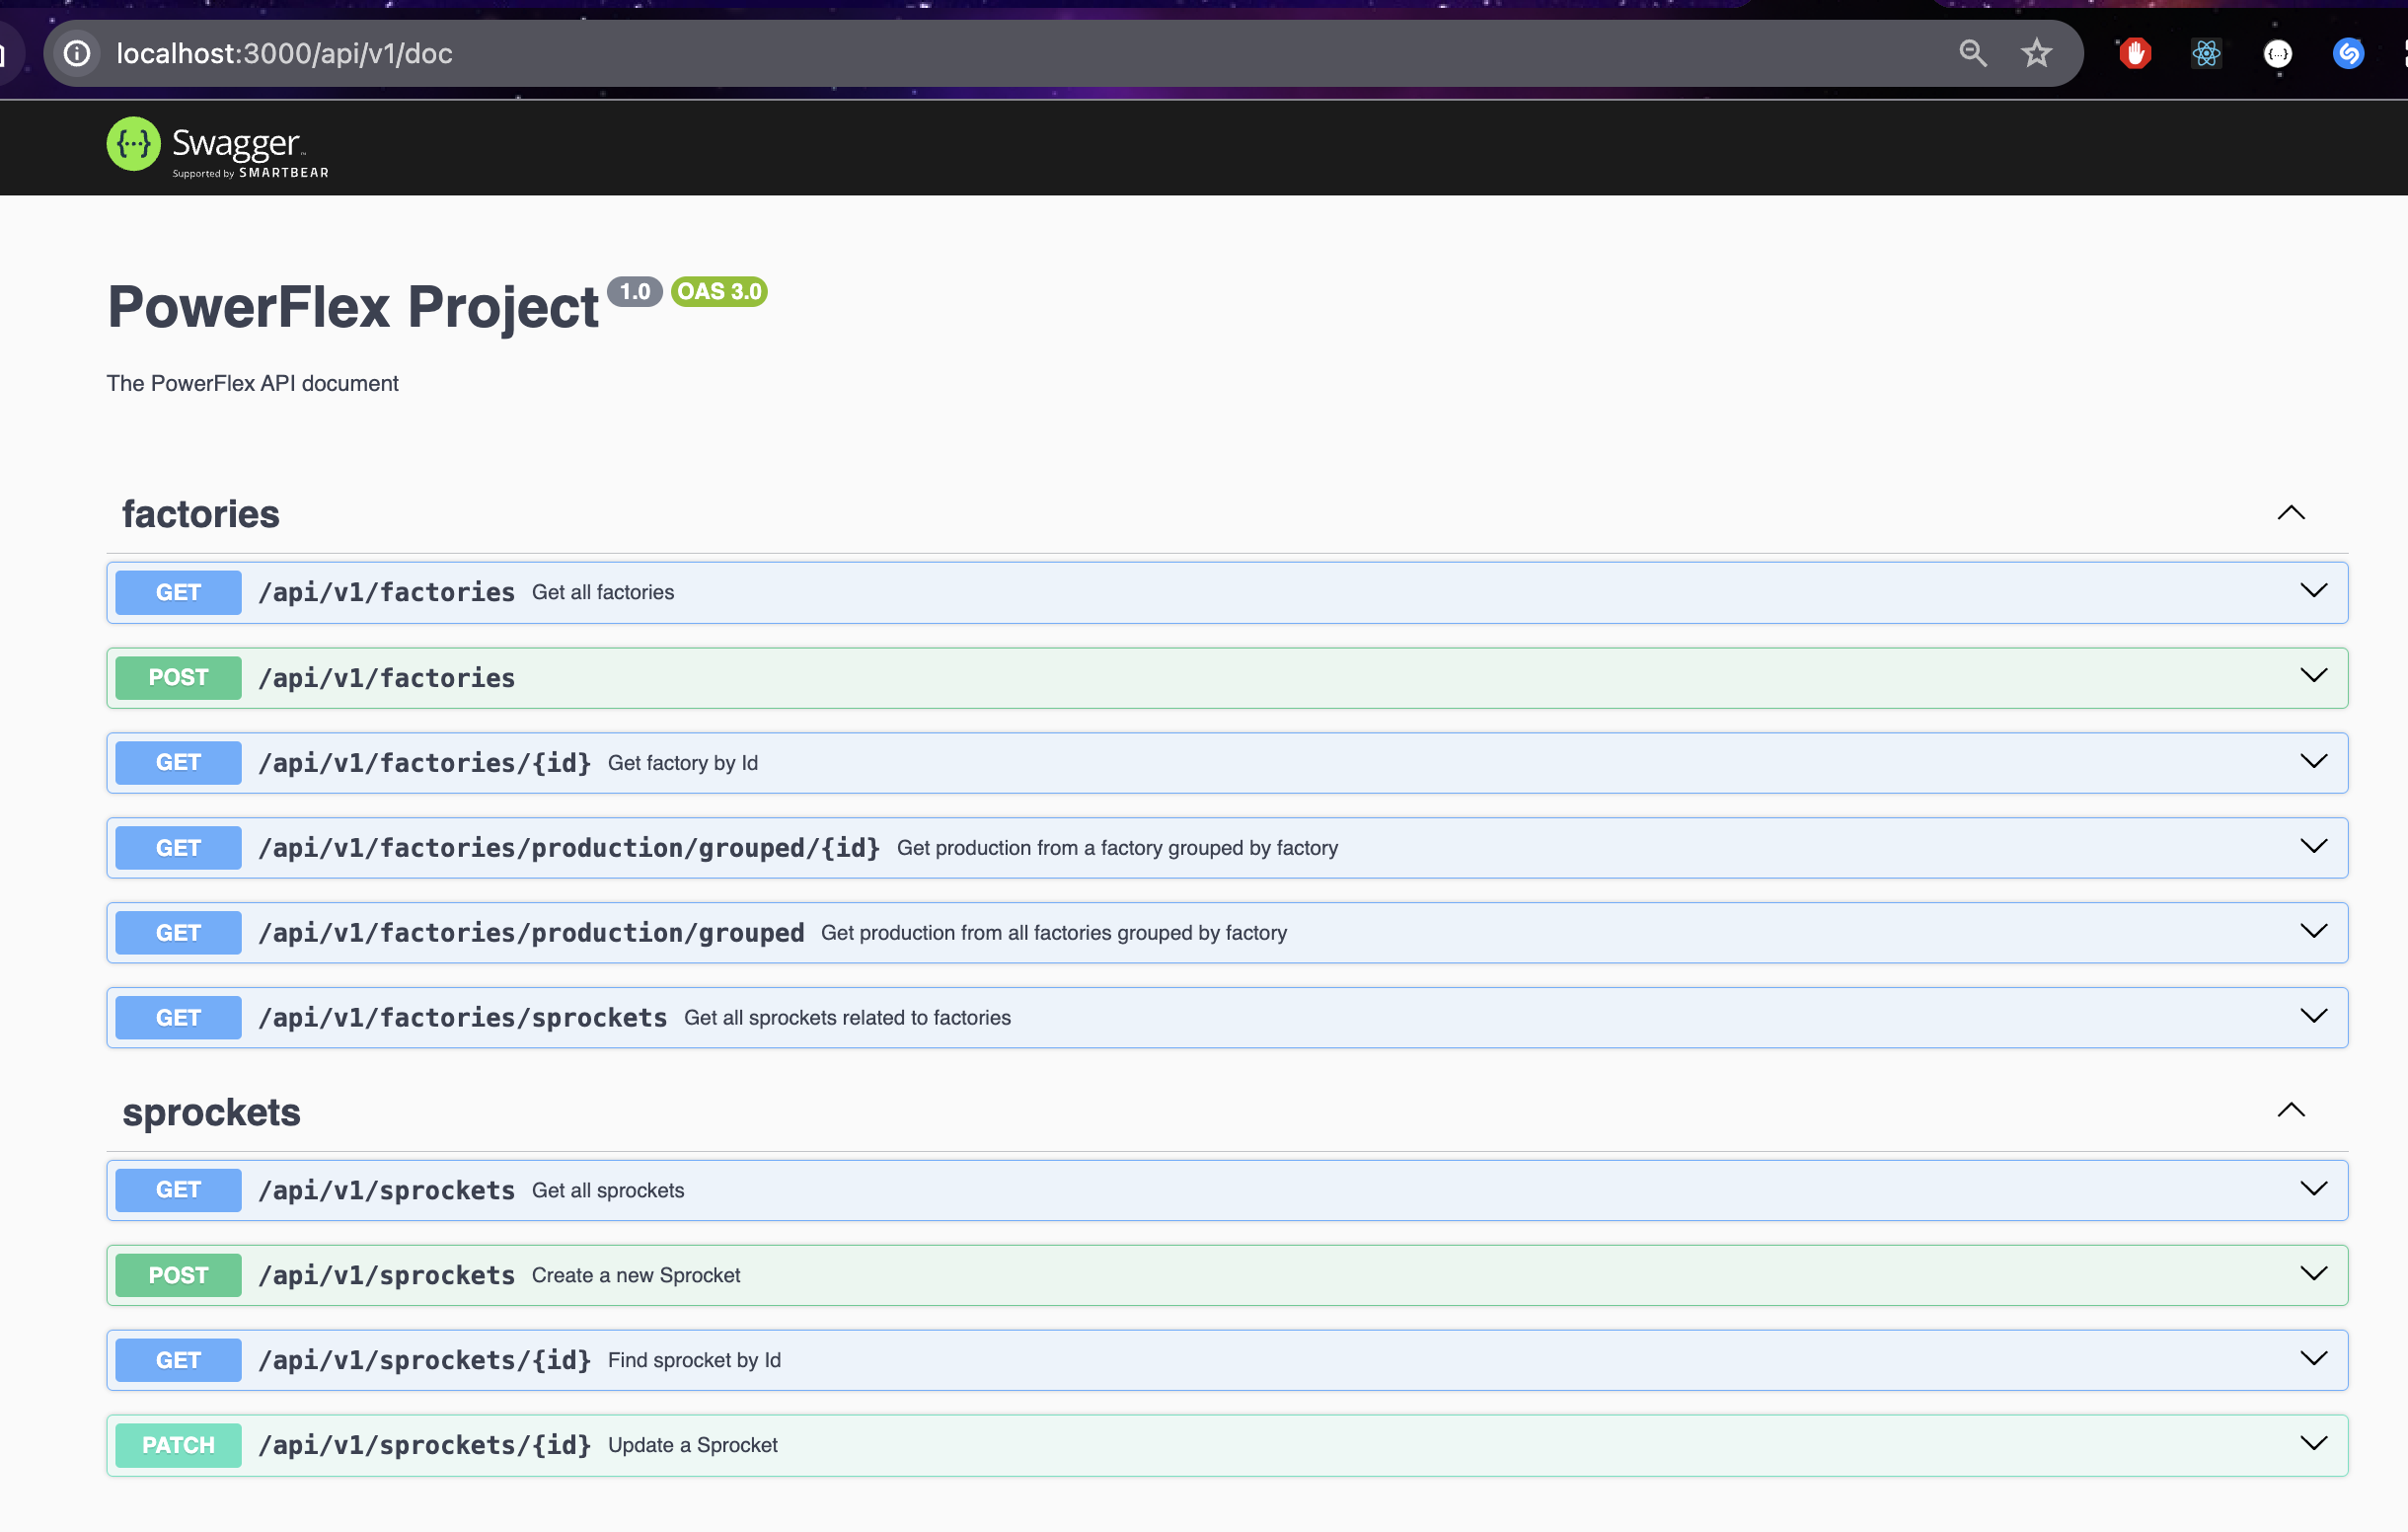 localhost:3000/api/v1/doc
{···} Swagger™
Supported by SMARTBEAR
PowerFlex Project 1.0 OAS 3.0
The PowerFlex API document
factories
GET /api/v1/factories Get all factories
POST /api/v1/factories
GET /api/v1/factories/{id} Get factory by Id
GET /api/v1/factories/production/grouped/{id} Get production from a factory grouped by factory
GET /api/v1/factories/production/grouped Get production from all factories grouped by factory
GET /api/v1/factories/sprockets Get all sprockets related to factories
sprockets
GET /api/v1/sprockets Get all sprockets
POST /api/v1/sprockets Create a new Sprocket
GET /api/v1/sprockets/{id} Find sprocket by Id
PATCH /api/v1/sprockets/{id} Update a Sprocket